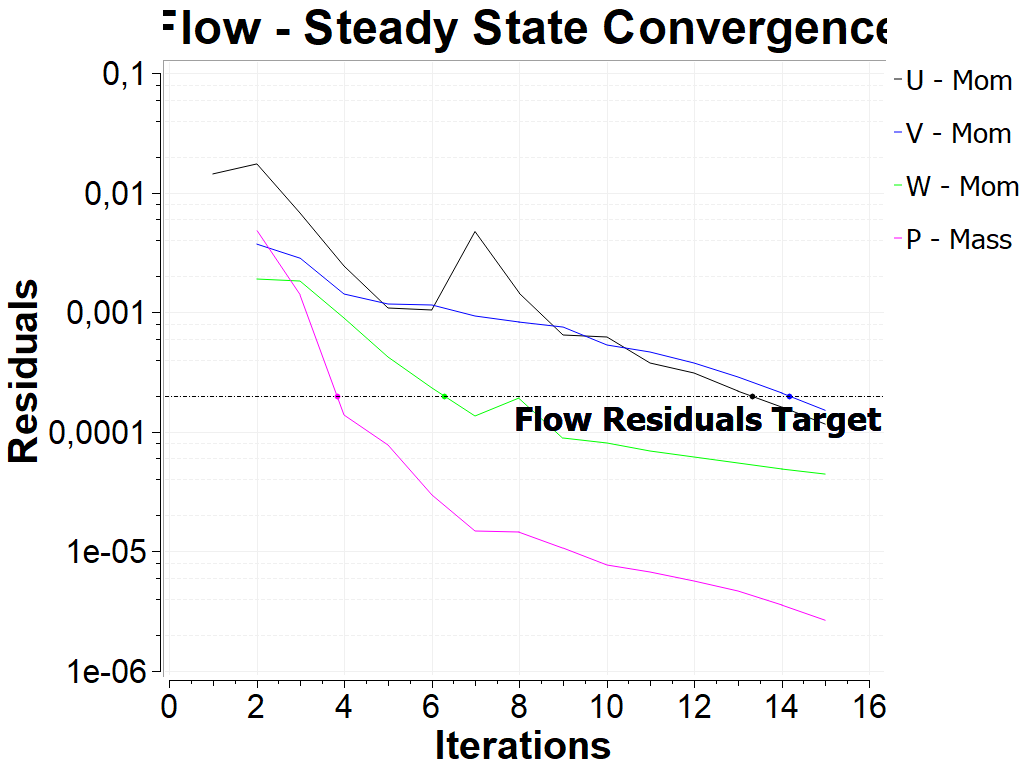 Flow - Steady State Convergence
0,1
0,01
0,001
0,0001
1e-05
1e-06
Residuals
Flow Residuals Target
0 2 4 6 8 10 12 14 16
Iterations
U - Mom
V - Mom
W - Mom
P - Mass